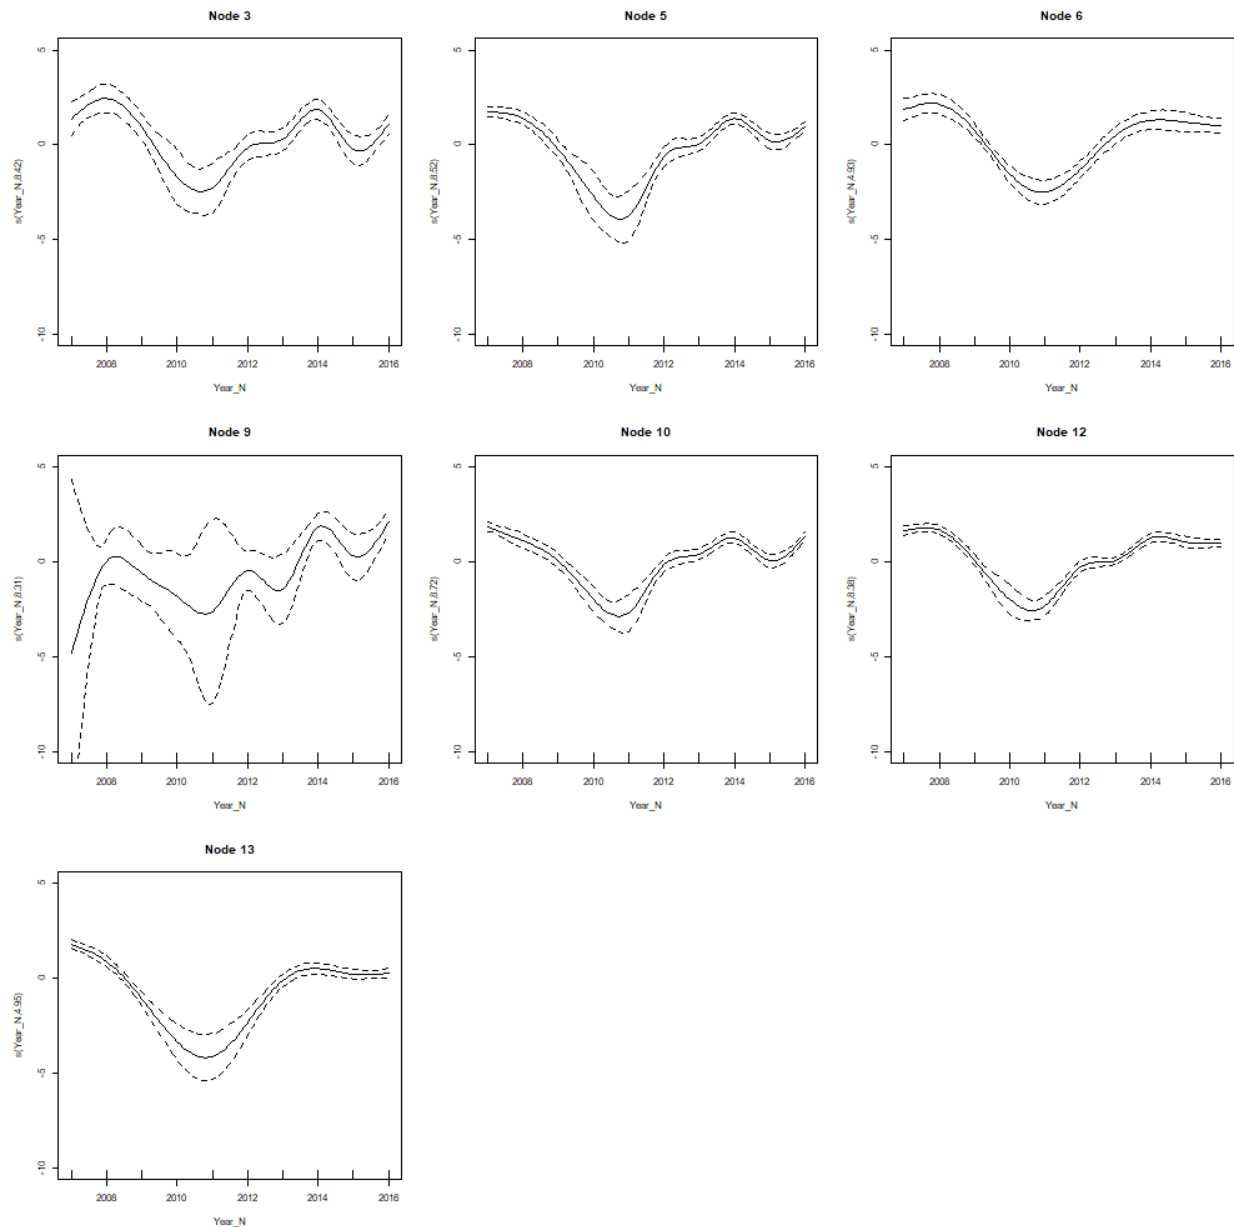 Node 3
5
0
-5
-10
s(Year_N,8.42)
2008 2010 2012 2014 2016
Year_N
Node 5
5
0
-5
-10
s(Year_N,8.52)
2008 2010 2012 2014 2016
Year_N
Node 6
5
0
-5
-10
s(Year_N,4.93)
2008 2010 2012 2014 2016
Year_N
Node 9
5
0
-5
-10
s(Year_N,8.31)
2008 2010 2012 2014 2016
Year_N
Node 10
5
0
-5
-10
s(Year_N,8.72)
2008 2010 2012 2014 2016
Year_N
Node 12
5
0
-5
-10
s(Year_N,8.38)
2008 2010 2012 2014 2016
Year_N
Node 13
5
0
-5
-10
s(Year_N,4.95)
2008 2010 2012 2014 2016
Year_N